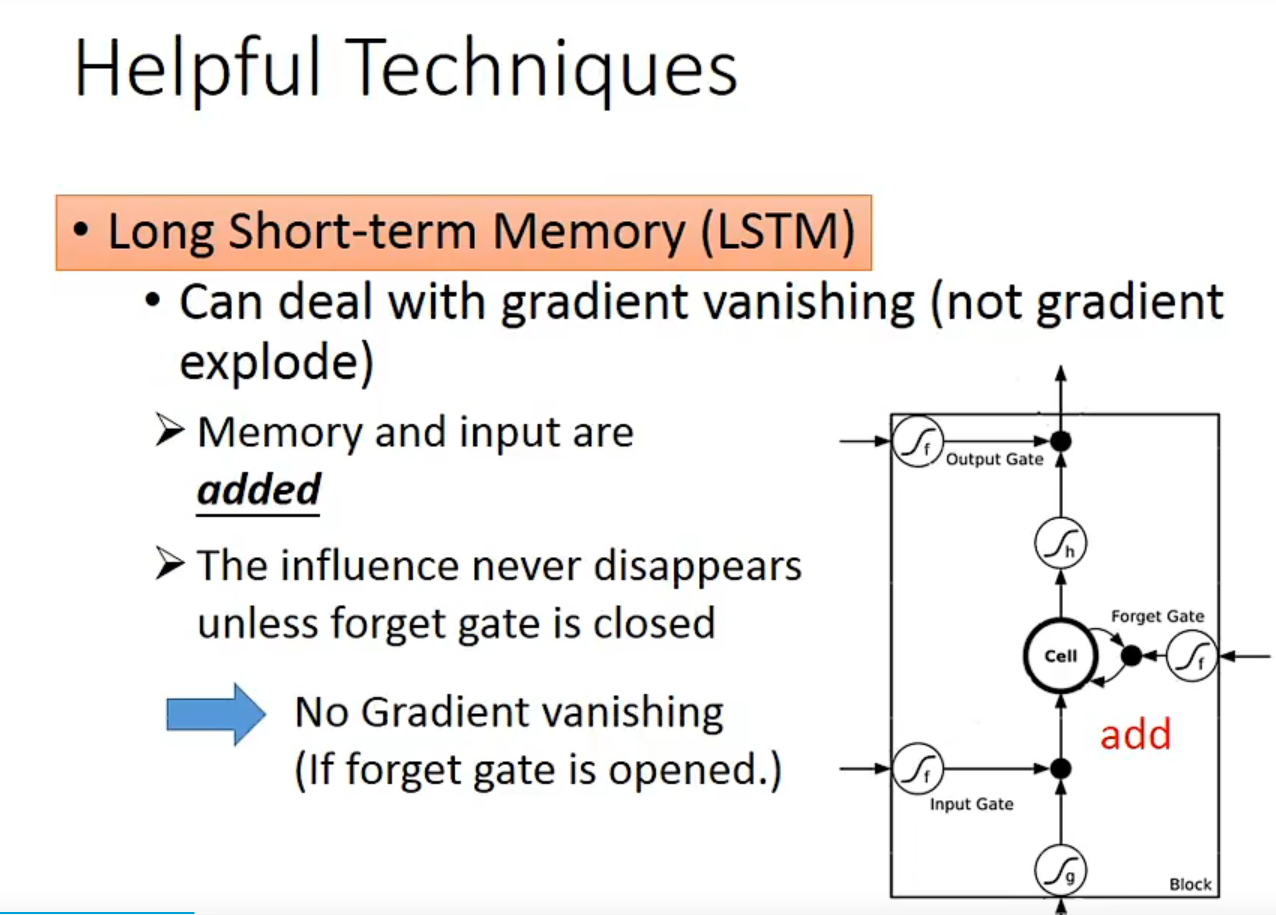 Helpful Techniques
• Long Short-term Memory (LSTM)
• Can deal with gradient vanishing (not gradient
explode)
➢ Memory and input are
added
➢ The influence never disappears
unless forget gate is closed
No Gradient vanishing
(If forget gate is opened.)
f
Output Gate
h
Forget Gate
Cell
f
add
f
Input Gate
g
Block